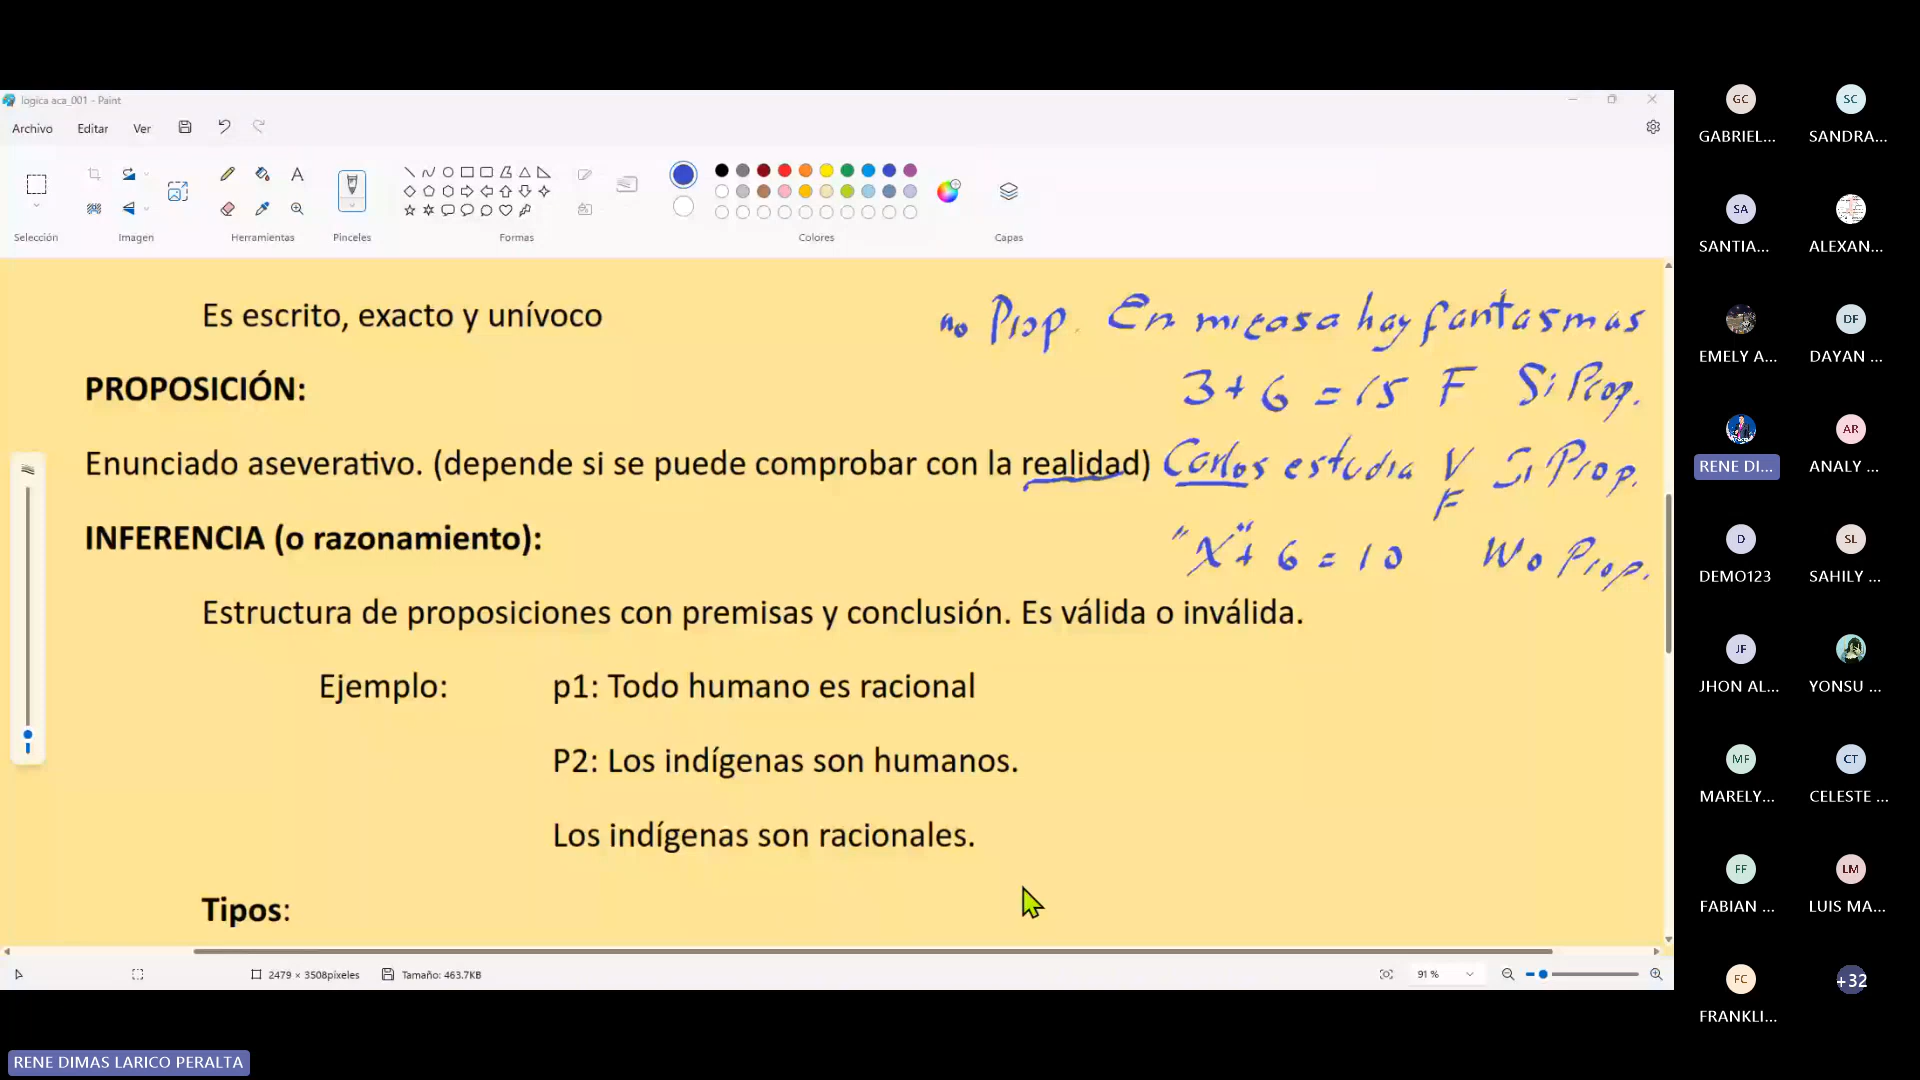 logica aca_001 - Paint
Archivo Editar Ver
Selección Imagen Herramientas Pinceles Formas Colores Capas
Es escrito, exacto y unívoco
no Prop. En mi casa hay fantasmas
3 + 6 = 15 F Si Prop.
PROPOSICIÓN:
Enunciado aseverativo. (depende si se puede comprobar con la realidad)
Carlos estudia V Si Prop.
F
INFERENCIA (o razonamiento):
"X" + 6 = 10 No Prop.
Estructura de proposiciones con premisas y conclusión. Es válida o inválida.
Ejemplo: p1: Todo humano es racional
P2: Los indígenas son humanos.
Los indígenas son racionales.
Tipos:
2479 × 3508píxeles Tamaño: 463.7KB 91 %
RENE DIMAS LARICO PERALTA
GC SC
GABRIEL... SANDRA...
SA
SANTIA... ALEXAN...
DF
EMELY A... DAYAN ...
AR
RENE DI... ANALY ...
D SL
DEMO123 SAHILY ...
JF
JHON AL... YONSU ...
MF CT
MARELY... CELESTE ...
FF LM
FABIAN ... LUIS MA...
FC +32
FRANKLI...